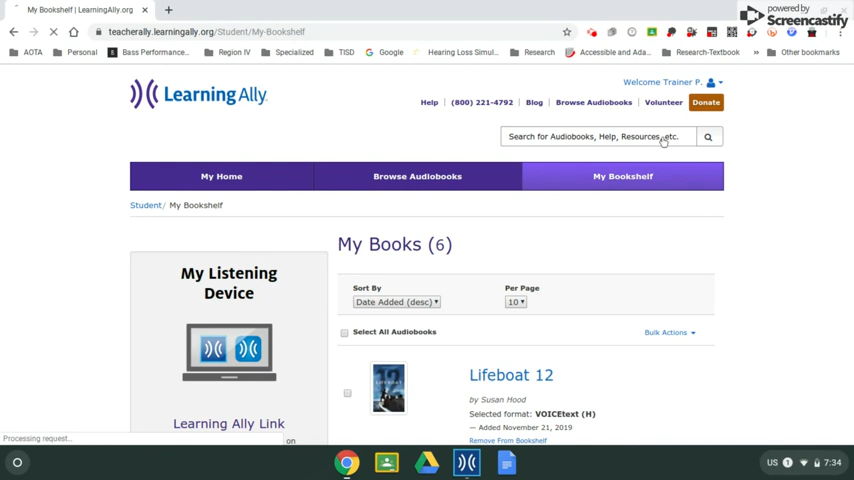 My Bookshelf | LearningAlly.org
powered by
Screencastify
teacherally.learningally.org/Student/My-Bookshelf
AOTA Personal Bass Performance... Region IV Specialized TISD Google Hearing Loss Simul... Research Accessible and Ada... Research-Textbook » Other bookmarks
Welcome Trainer P.
Learning Ally
Help (800) 221-4792 Blog Browse Audiobooks Volunteer Donate
Search for Audiobooks, Help, Resources, etc.
My Home Browse Audiobooks My Bookshelf
Student/ My Bookshelf
My Books (6)
My Listening
Device
Sort By Per Page
Date Added (desc) 10
Select All Audiobooks Bulk Actions
Lifeboat 12
by Susan Hood
Selected format: VOICEtext (H)
— Added November 21, 2019
Remove From Bookshelf
Learning Ally Link
on
Processing request...
US 1 7:34